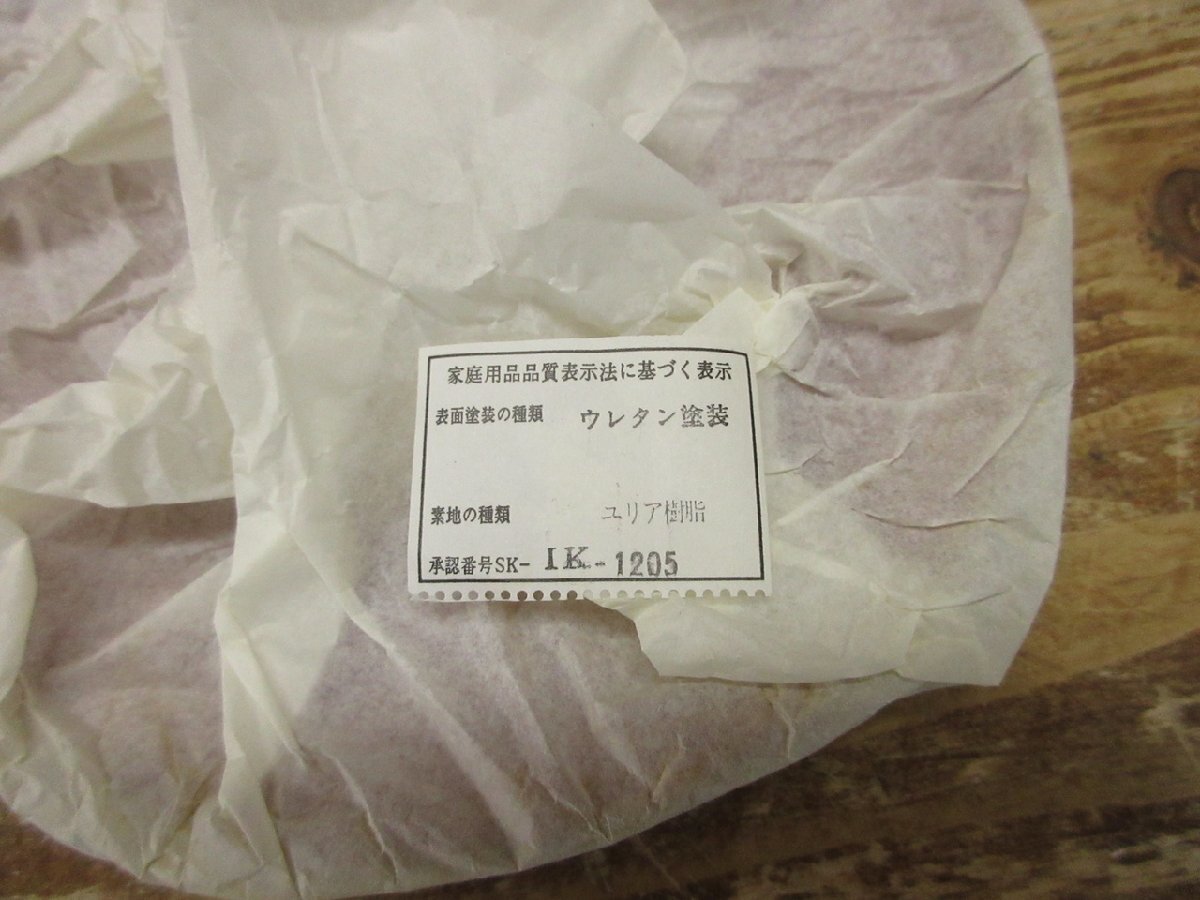 家庭用品品質表示法に基づく表示
表面塗装の種類 ウレタン塗装
素地の種類 ユリア樹脂
承認番号SK- IK-1205